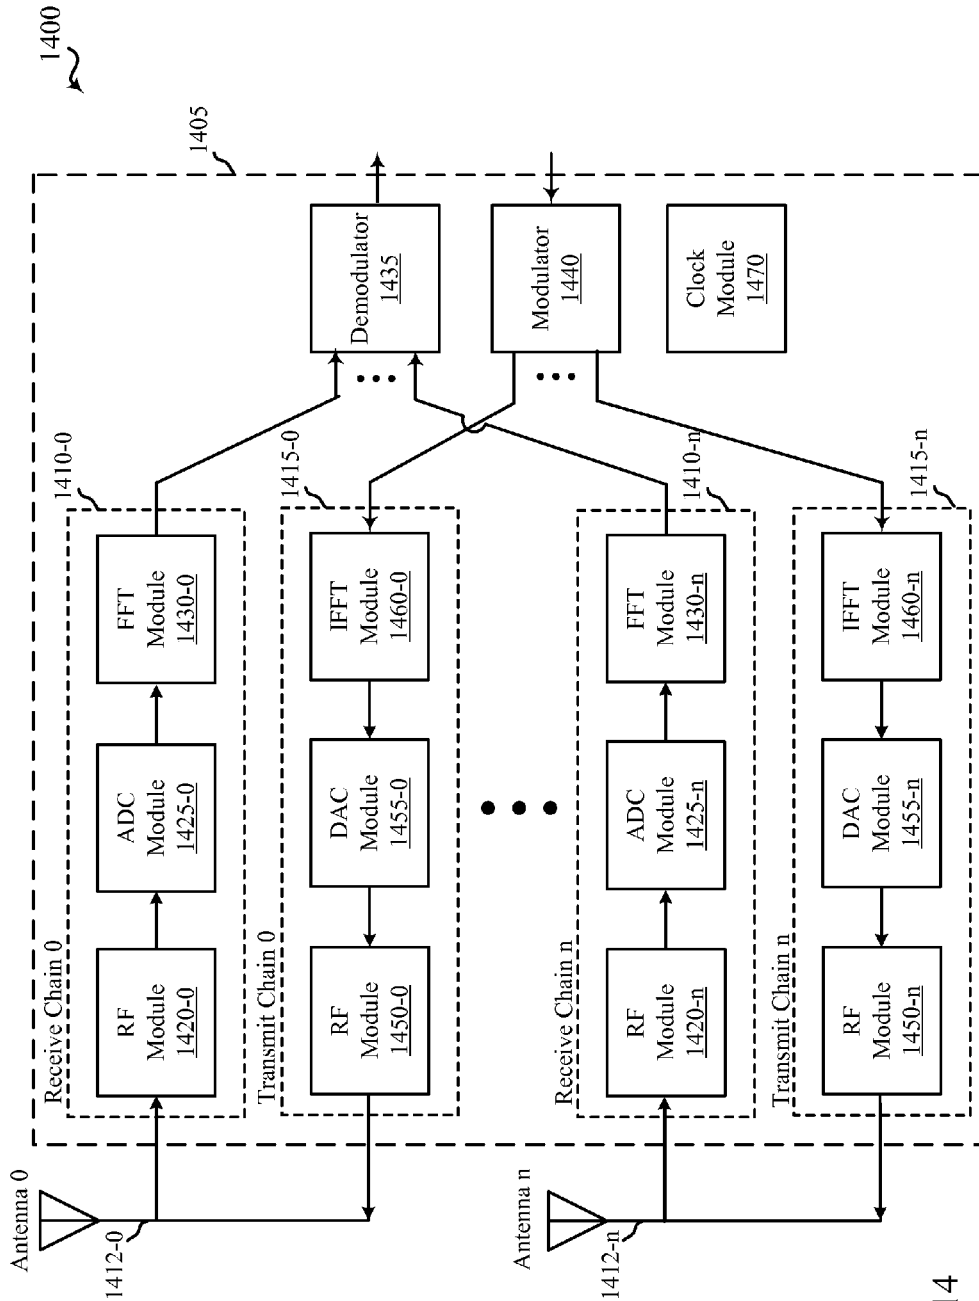 1400
1405
Antenna 0
1412-0
Receive Chain 0
1410-0
RF
Module
1420-0
ADC
Module
1425-0
FFT
Module
1430-0
Transmit Chain 0
1415-0
RF
Module
1450-0
DAC
Module
1455-0
IFFT
Module
1460-0
Demodulator
1435
Modulator
1440
Clock
Module
1470
Antenna n
1412-n
Receive Chain n
1410-n
RF
Module
1420-n
ADC
Module
1425-n
FFT
Module
1430-n
Transmit Chain n
1415-n
RF
Module
1450-n
DAC
Module
1455-n
IFFT
Module
1460-n
14